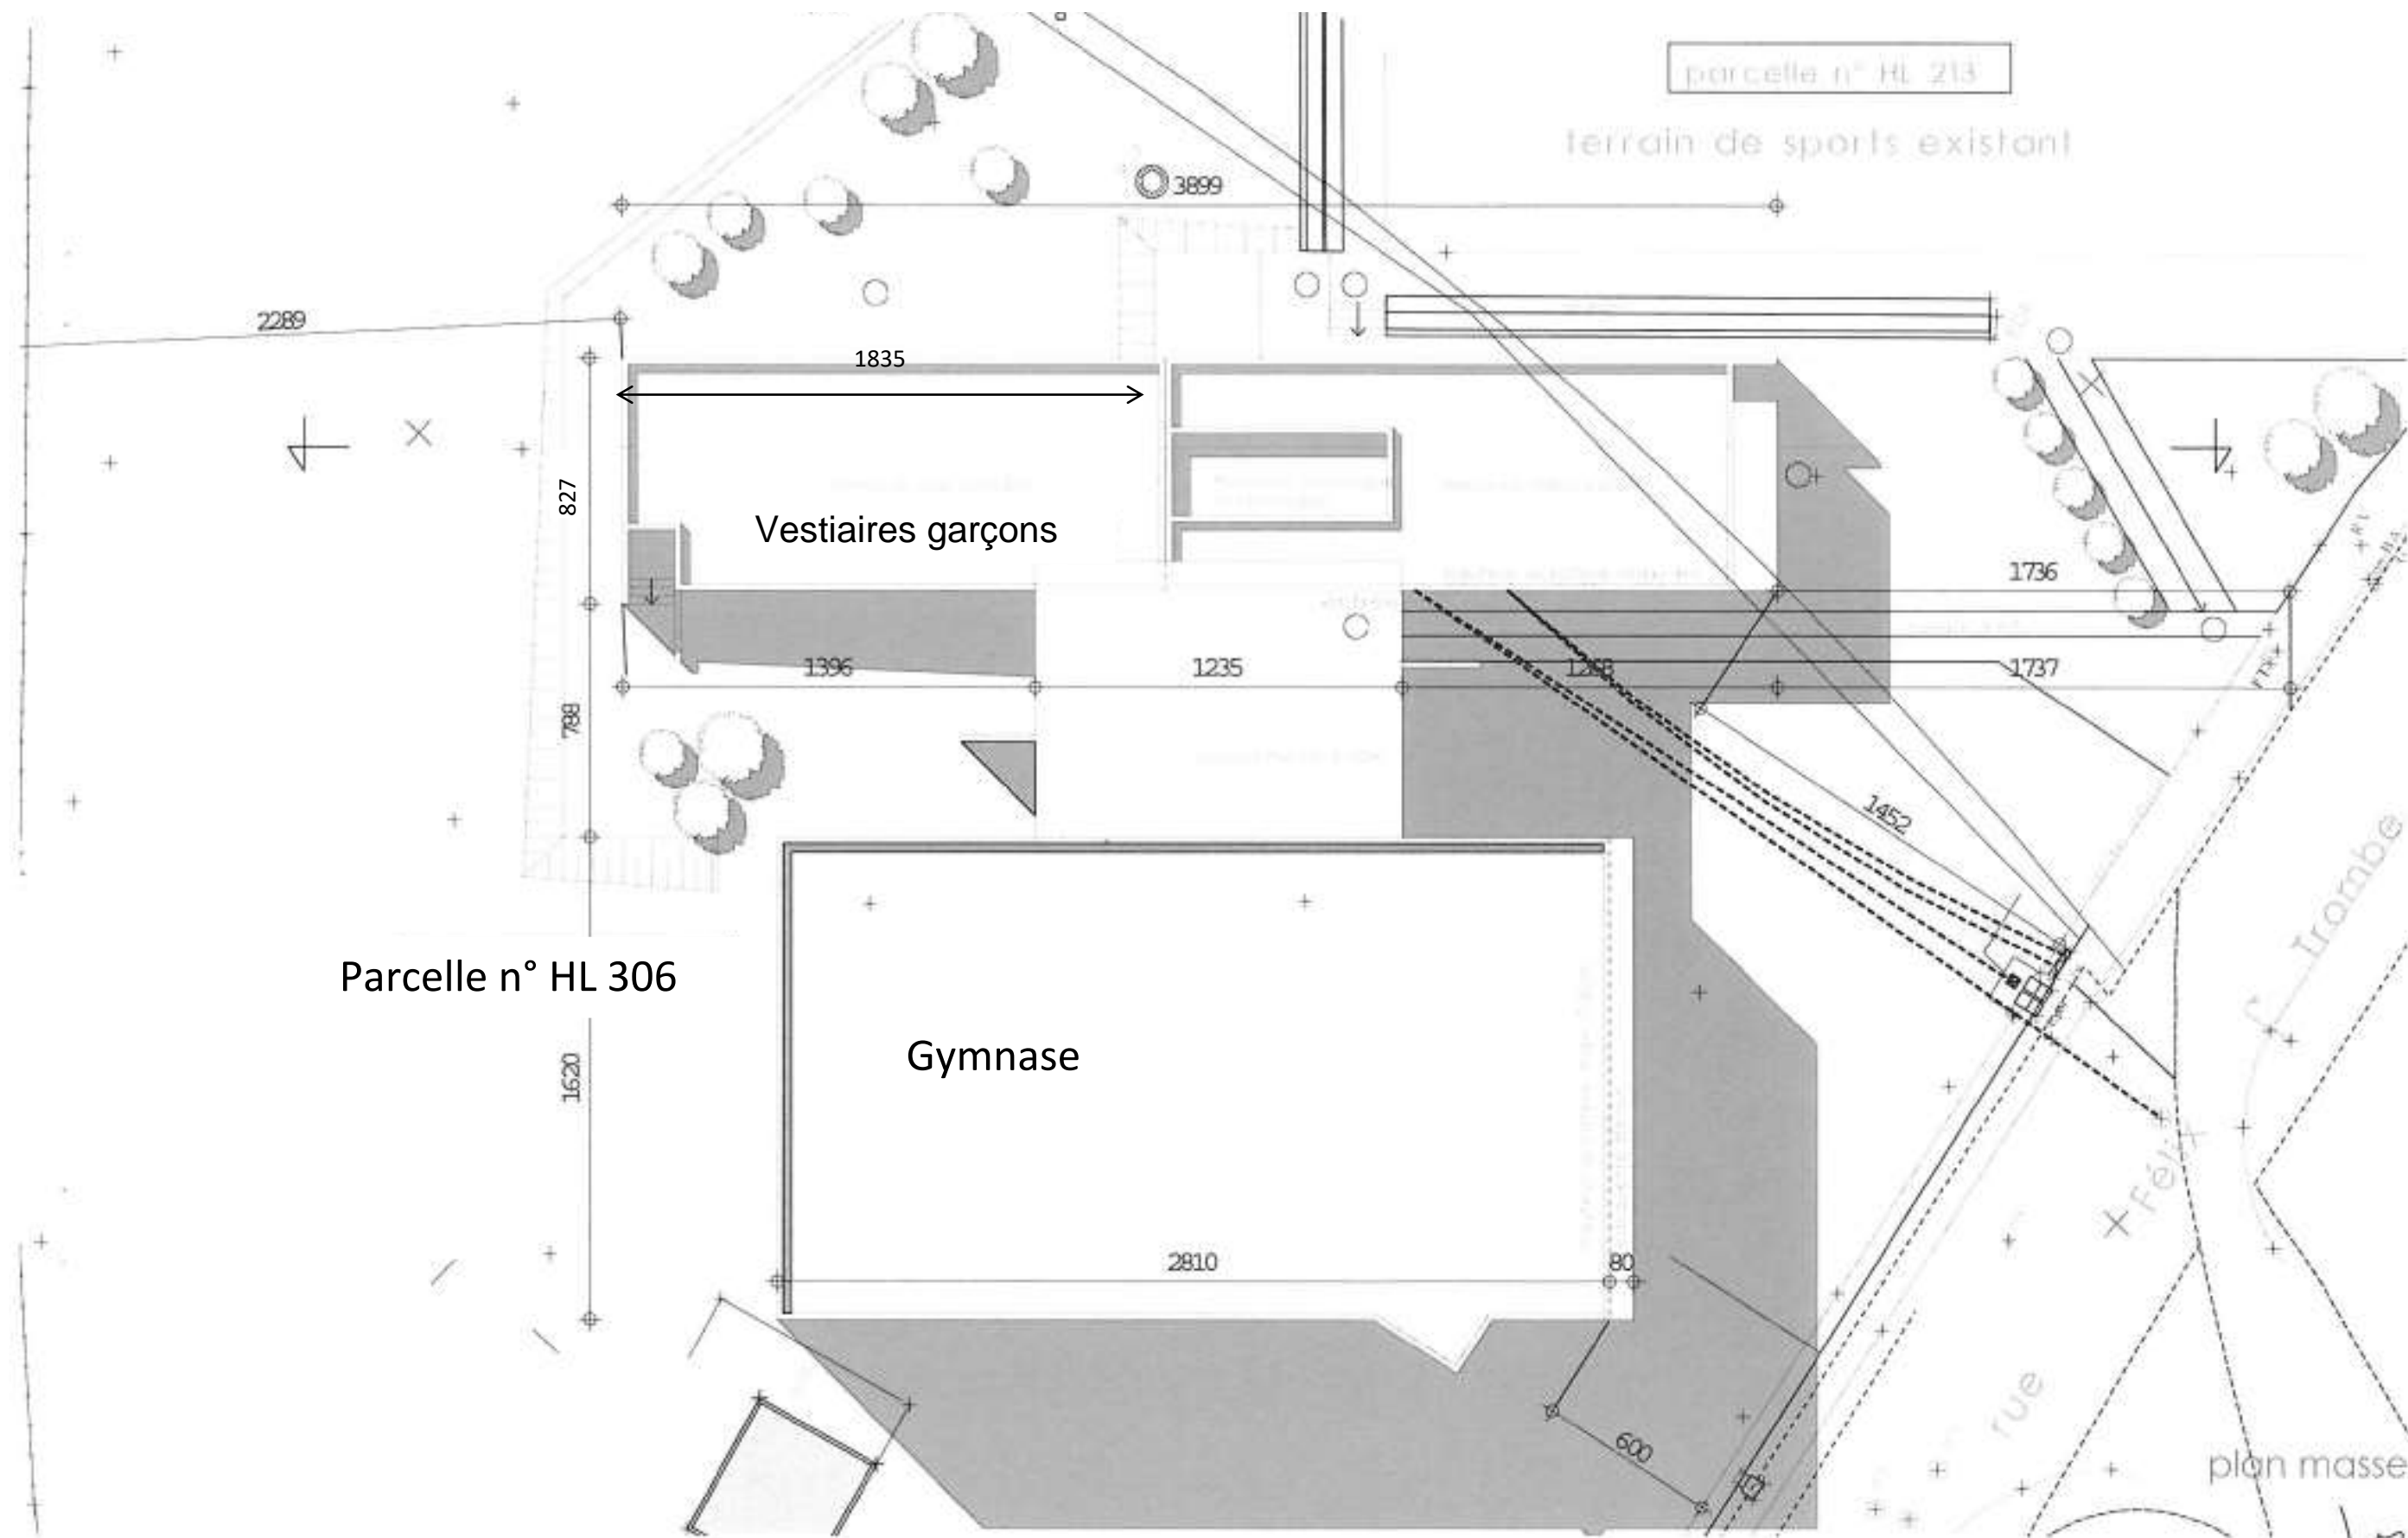 parcelle n° HL 213
terrain de sports existant
3899
2289
1835
827
Vestiaires garçons
1736
1396
1235
1268
1737
788
1452
Trombe
Parcelle n° HL 306
Gymnase
1620
Félix
2810
80
rue
600
plan masse